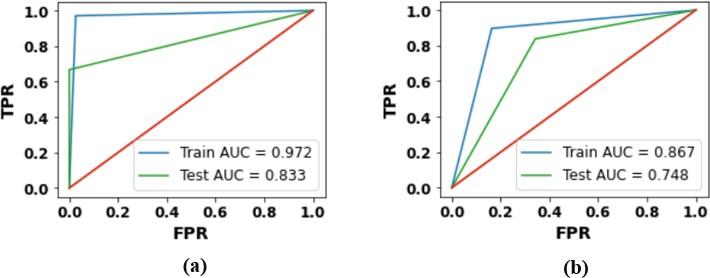 1.0
0.8
0.6
0.4
0.2
0.0
TPR
Train AUC = 0.972
Test AUC = 0.833
0.0 0.2 0.4 0.6 0.8 1.0
FPR
(a)
1.0
0.8
0.6
0.4
0.2
0.0
TPR
Train AUC = 0.867
Test AUC = 0.748
0.0 0.2 0.4 0.6 0.8 1.0
FPR
(b)